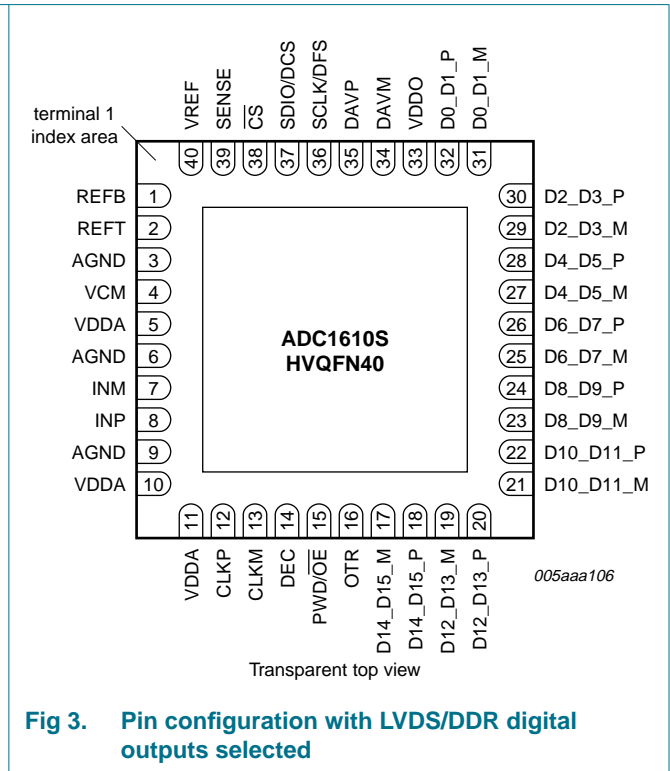 VREF
SENSE
CS
SDIO/DCS
SCLK/DFS
DAVP
DAVM
VDDO
D0_D1_P
D0_D1_M
terminal 1
index area
40
39
38
37
36
35
34
33
32
31
REFB 1
REFT 2
AGND 3
VCM 4
VDDA 5
AGND 6
INM 7
INP 8
AGND 9
VDDA 10
ADC1610S
HVQFN40
30 D2_D3_P
29 D2_D3_M
28 D4_D5_P
27 D4_D5_M
26 D6_D7_P
25 D6_D7_M
24 D8_D9_P
23 D8_D9_M
22 D10_D11_P
21 D10_D11_M
11
12
13
14
15
16
17
18
19
20
VDDA
CLKP
CLKM
DEC
PWD/OE
OTR
D14_D15_M
D14_D15_P
D12_D13_M
D12_D13_P
005aaa106
Transparent top view
Fig 3. Pin configuration with LVDS/DDR digital
outputs selected